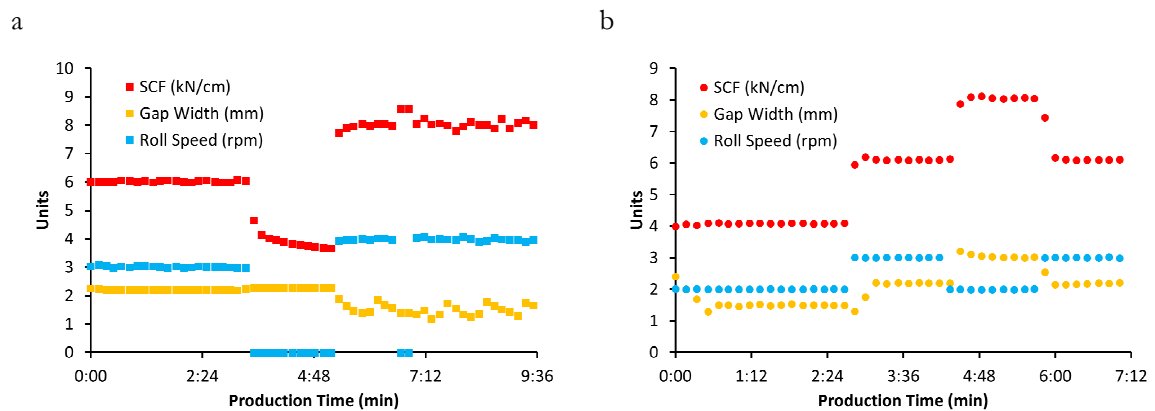 a
10
9
8
7
6
5
4
3
2
1
0
Units
SCF (kN/cm)
Gap Width (mm)
Roll Speed (rpm)
0:00
2:24
4:48
7:12
9:36
Production Time (min)
b
9
8
7
6
5
4
3
2
1
0
Units
SCF (kN/cm)
Gap Width (mm)
Roll Speed (rpm)
0:00
1:12
2:24
3:36
4:48
6:00
7:12
Production Time (min)